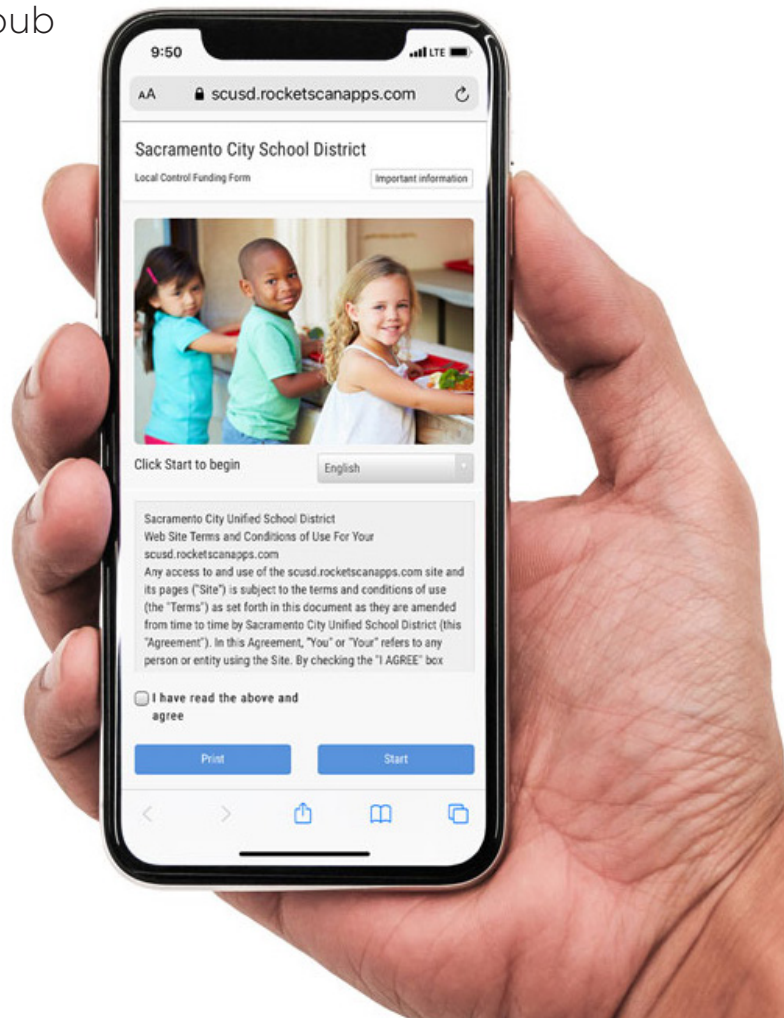 oub
9:50
LTE
AA scusd.rocketscanapps.com
Sacramento City School District
Local Control Funding Form
Important information
Click Start to begin
English
Sacramento City Unified School District
Web Site Terms and Conditions of Use For Your
scusd.rocketscanapps.com
Any access to and use of the scusd.rocketscanapps.com site and
its pages ("Site") is subject to the terms and conditions of use
(the "Terms") as set forth in this document as they are amended
from time to time by Sacramento City Unified School District (this
"Agreement"). In this Agreement, "You" or "Your" refers to any
person or entity using the Site. By checking the "I AGREE" box
I have read the above and
agree
Print
Start